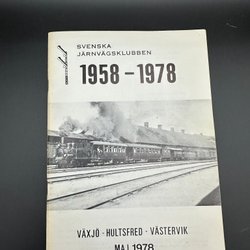 SVENSKA
JÄRNVÄGSKLUBBEN
1958-1978
VÄXJÖ · HULTSFRED · VÄSTERVIK
MAJ 1978